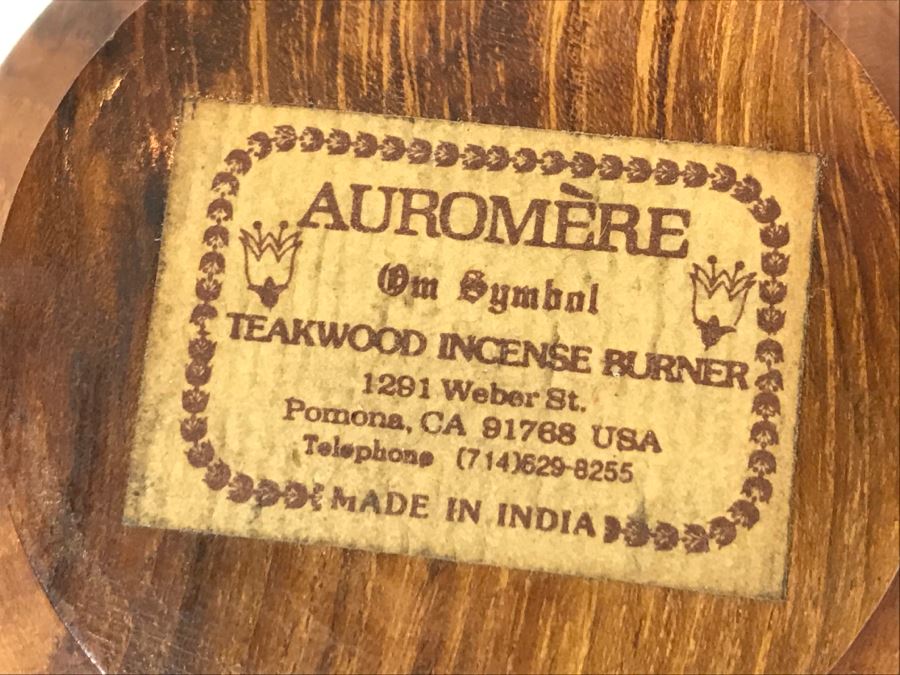 AUROMÈRE
Om Symbol
TEAKWOOD INCENSE BURNER
1291 Weber St.
Pomona, CA 91768 USA
Telephone (714)629-8255
MADE IN INDIA